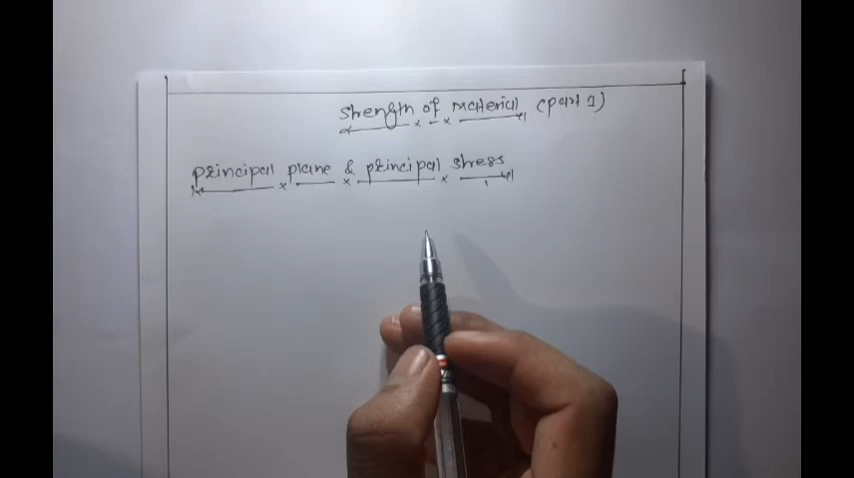 Strength of Material (part 1)
principal plane & principal stress